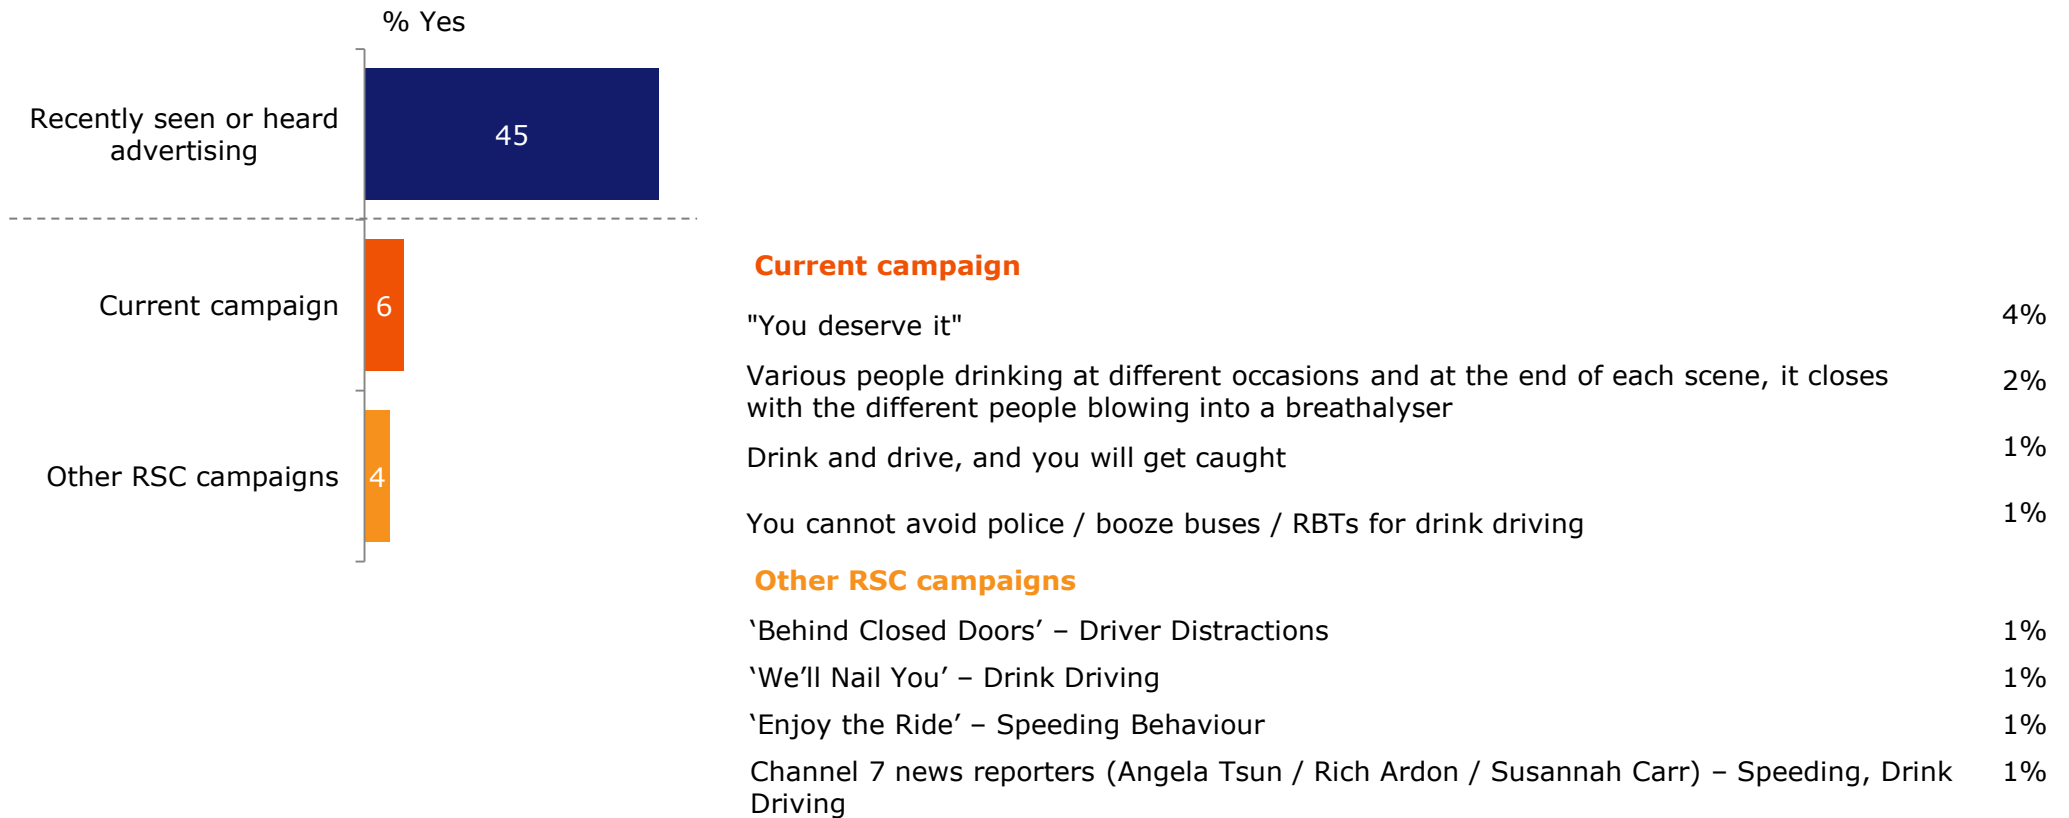 % Yes
Recently seen or heard
advertising
45
Current campaign
6
Other RSC campaigns
4
Current campaign
"You deserve it" 4%
Various people drinking at different occasions and at the end of each scene, it closes 2%
with the different people blowing into a breathalyser
Drink and drive, and you will get caught 1%
You cannot avoid police / booze buses / RBTs for drink driving 1%
Other RSC campaigns
‘Behind Closed Doors’ – Driver Distractions 1%
‘We’ll Nail You’ – Drink Driving 1%
‘Enjoy the Ride’ – Speeding Behaviour 1%
Channel 7 news reporters (Angela Tsun / Rich Ardon / Susannah Carr) – Speeding, Drink 1%
Driving